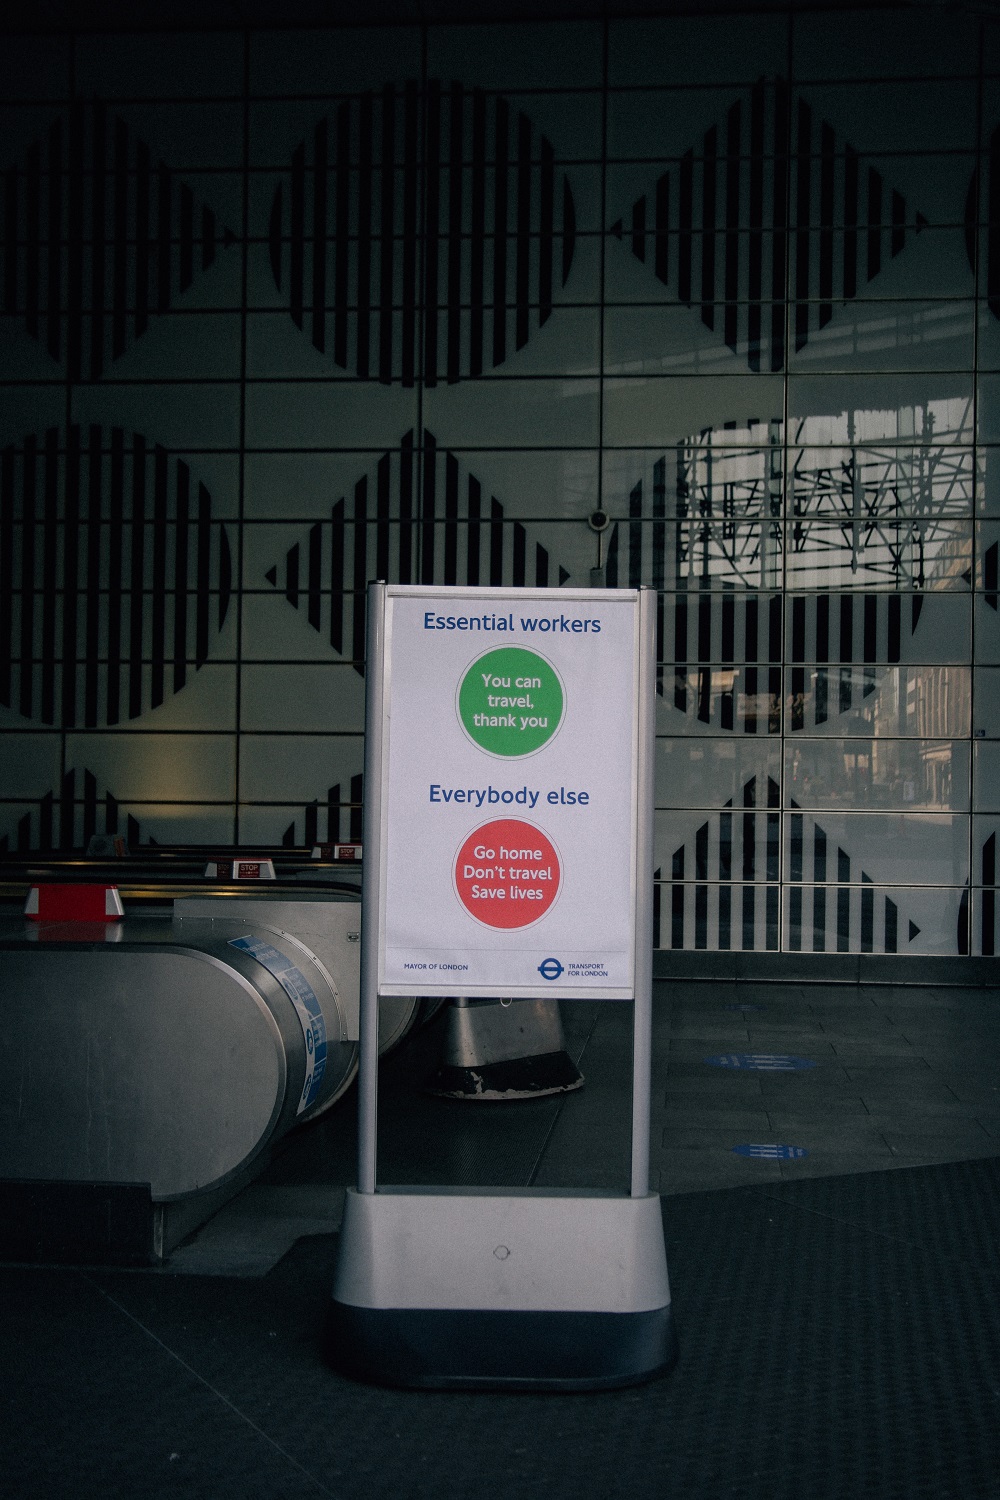 Essential workers
You can
travel,
thank you
Everybody else
Go home
Don't travel
Save lives
MAYOR OF LONDON
TRANSPORT
FOR LONDON
STOP
STOP